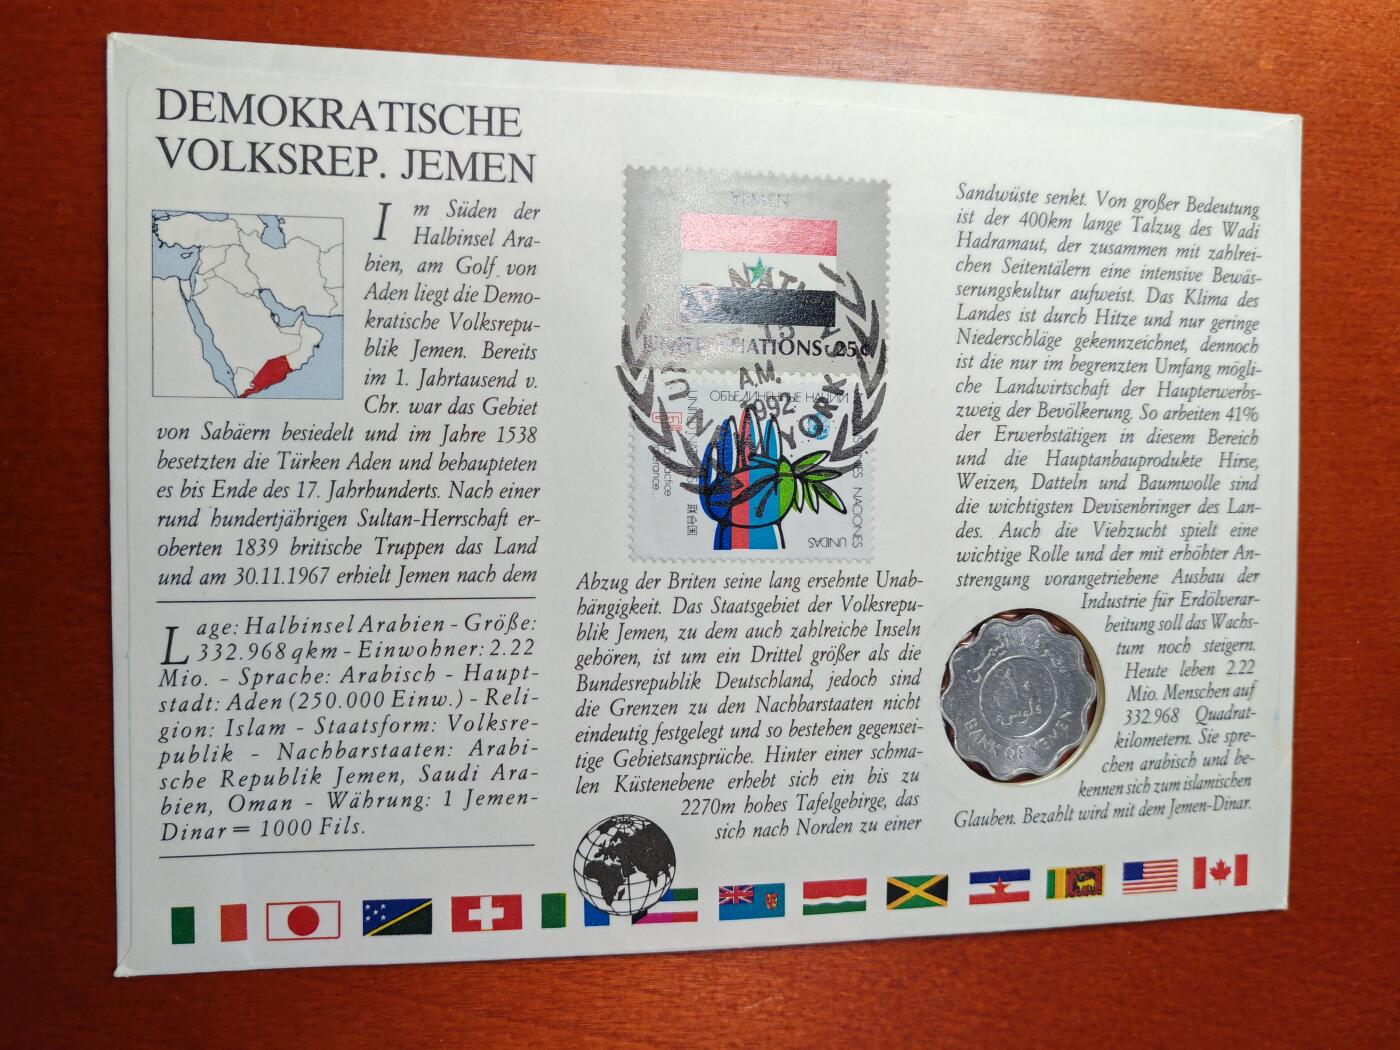 DEMOKRATISCHE
VOLKSREP. JEMEN
Im Süden der
Halbinsel Ara-
bien, am Golf von
Aden liegt die Demo-
kratische Volksrepu-
blik Jemen. Bereits
im 1. Jahrtausend v.
Chr. war das Gebiet
von Sabäern besiedelt und im Jahre 1538
besetzten die Türken Aden und behaupteten
es bis Ende des 17. Jahrhunderts. Nach einer
rund hundertjährigen Sultan-Herrschaft er-
oberten 1839 britische Truppen das Land
und am 30.11.1967 erhielt Jemen nach dem
Lage: Halbinsel Arabien - Größe:
332.968 qkm - Einwohner: 2.22
Mio. - Sprache: Arabisch - Haupt-
stadt: Aden (250.000 Einw.) - Reli-
gion: Islam - Staatsform: Volksre-
publik - Nachbarstaaten: Arabi-
sche Republik Jemen, Saudi Ara-
bien, Oman - Währung: 1 Jemen-
Dinar = 1000 Fils.
YEMEN
UNITED NATIONS 25¢
UNITED NATIONS
15
A.M.
1992
NEW YORK
ОБЪЕДИНЕННЫЕ НАЦИИ
NACIONES
UNIDAS
联合国
Abzug der Briten seine lang ersehnte Unab-
hängigkeit. Das Staatsgebiet der Volksrepu-
blik Jemen, zu dem auch zahlreiche Inseln
gehören, ist um ein Drittel größer als die
Bundesrepublik Deutschland, jedoch sind
die Grenzen zu den Nachbarstaaten nicht
eindeutig festgelegt und so bestehen gegensei-
tige Gebietsansprüche. Hinter einer schma-
len Küstenebene erhebt sich ein bis zu
2270m hohes Tafelgebirge, das
sich nach Norden zu einer
Sandwüste senkt. Von großer Bedeutung
ist der 400km lange Talzug des Wadi
Hadramaut, der zusammen mit zahlrei-
chen Seitentälern eine intensive Bewäs-
serungskultur aufweist. Das Klima des
Landes ist durch Hitze und nur geringe
Niederschläge gekennzeichnet, dennoch
ist die nur im begrenzten Umfang mögli-
che Landwirtschaft der Haupterwerbs-
zweig der Bevölkerung. So arbeiten 41%
der Erwerbstätigen in diesem Bereich
und die Hauptanbauprodukte Hirse,
Weizen, Datteln und Baumwolle sind
die wichtigsten Devisenbringer des Lan-
des. Auch die Viehzucht spielt eine
wichtige Rolle und der mit erhöhter An-
strengung vorangetriebene Ausbau der
Industrie für Erdölverar-
beitung soll das Wachs-
tum noch steigern.
Heute leben 2.22
Mio. Menschen auf
332.968 Quadrat-
kilometern. Sie spre-
chen arabisch und be-
kennen sich zum islamischen
Glauben. Bezahlt wird mit dem Jemen-Dinar.
١٠
فلوس
BANK OF YEMEN